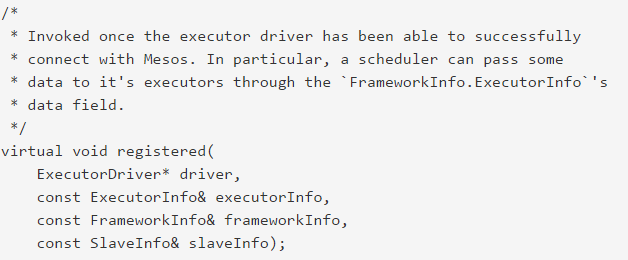 /*
 * Invoked once the executor driver has been able to successfully
 * connect with Mesos. In particular, a scheduler can pass some
 * data to it's executors through the `FrameworkInfo.ExecutorInfo`'s
 * data field.
 */
virtual void registered(
    ExecutorDriver* driver,
    const ExecutorInfo& executorInfo,
    const FrameworkInfo& frameworkInfo,
    const SlaveInfo& slaveInfo);